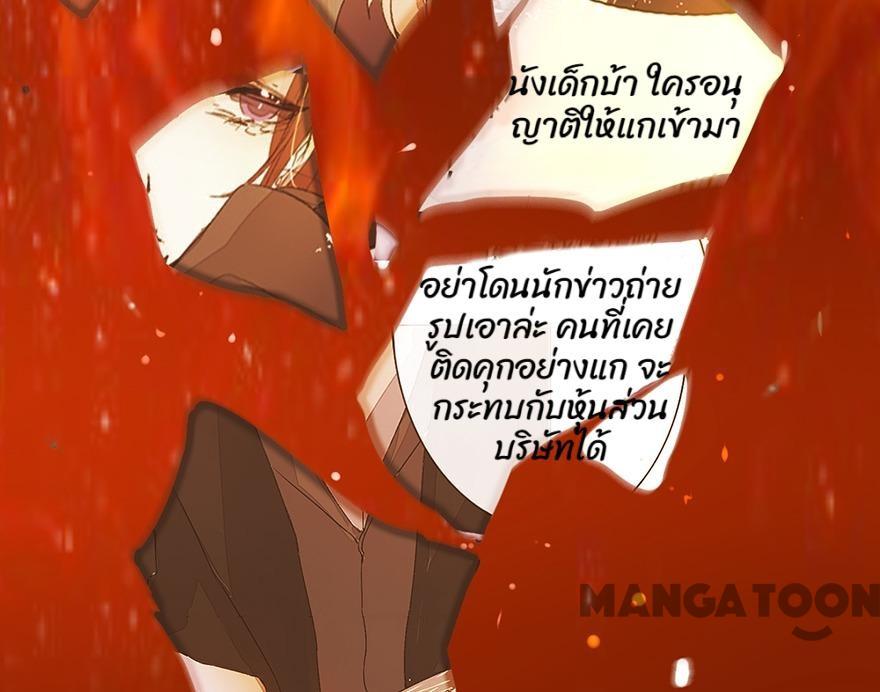 นังเด็กบ้า ใครอนุ
ญาติให้แกเข้ามา
อย่าโดนนักข่าวถ่าย
รูปเอาล่ะ คนที่เคย
ติดคุกอย่างแก จะ
กระทบกับหุ้นส่วน
บริษัทได้
MANGATOON